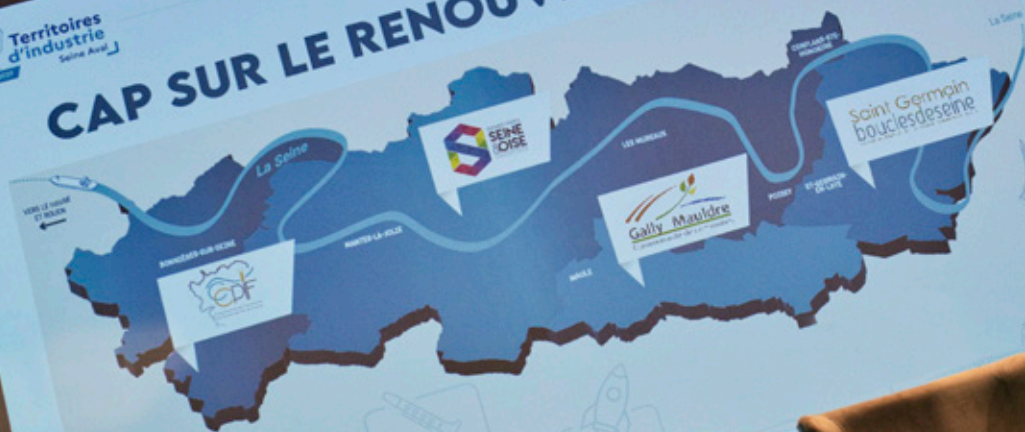 Territoires
d'industrie
Seine Aval
CAP SUR LE RENOUV
La Seine
CONFLANS-STE-
HONORINE
Saint Germain
bouclesdeseine
SEINE
&OISE
LES MUREAUX
La Seine
VERS LE HAVRE
ET ROUEN
POISSY
ST-GERMAIN-
EN-LAYE
Gally Mauldre
BONNIÈRES-SUR-SEINE
MANTES-LA-JOLIE
MAULE